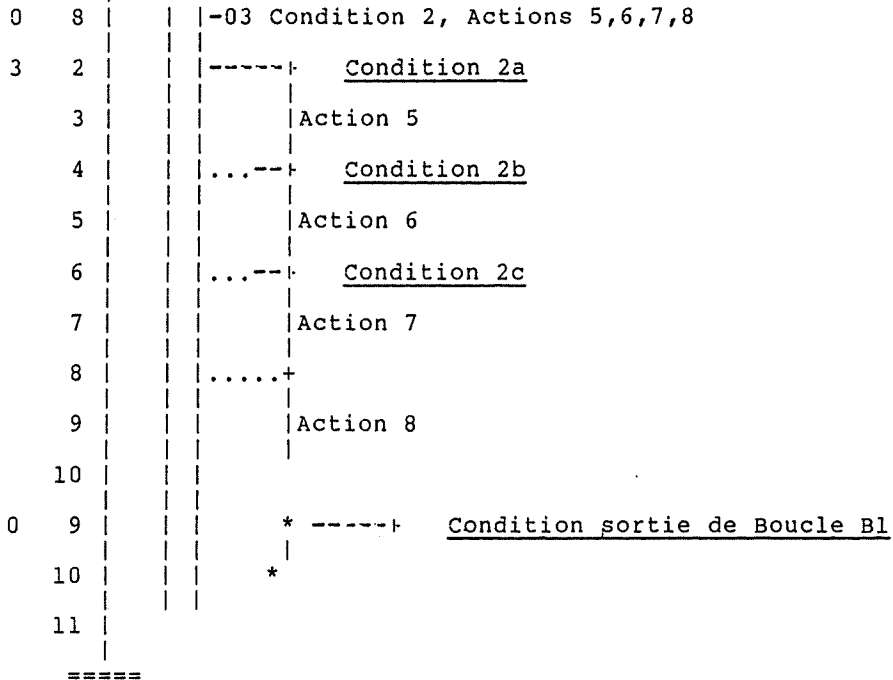 0 8 | | | |-03 Condition 2, Actions 5,6,7,8
3 2 | | | |-----|- Condition 2a
3 | | | |Action 5
4 | | | |...--|- Condition 2b
5 | | | |Action 6
6 | | | |...--|- Condition 2c
7 | | | |Action 7
8 | | | |.....+
9 | | | |Action 8
10 | | |
0 9 | | | * -----|- Condition sortie de Boucle B1
10 | | | *
11 |
=====